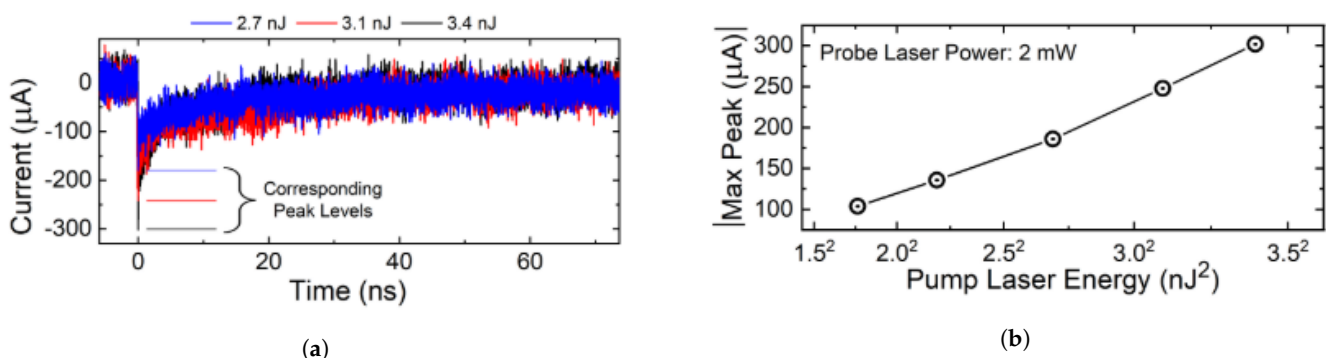 2.7 nJ 3.1 nJ 3.4 nJ
Current (μA)
0
-100
-200
-300
Corresponding
Peak Levels
0 20 40 60
Time (ns)
(a)
|Max Peak (μA)|
300
250
200
150
100
Probe Laser Power: 2 mW
1.5² 2.0² 2.5² 3.0² 3.5²
Pump Laser Energy (nJ²)
(b)